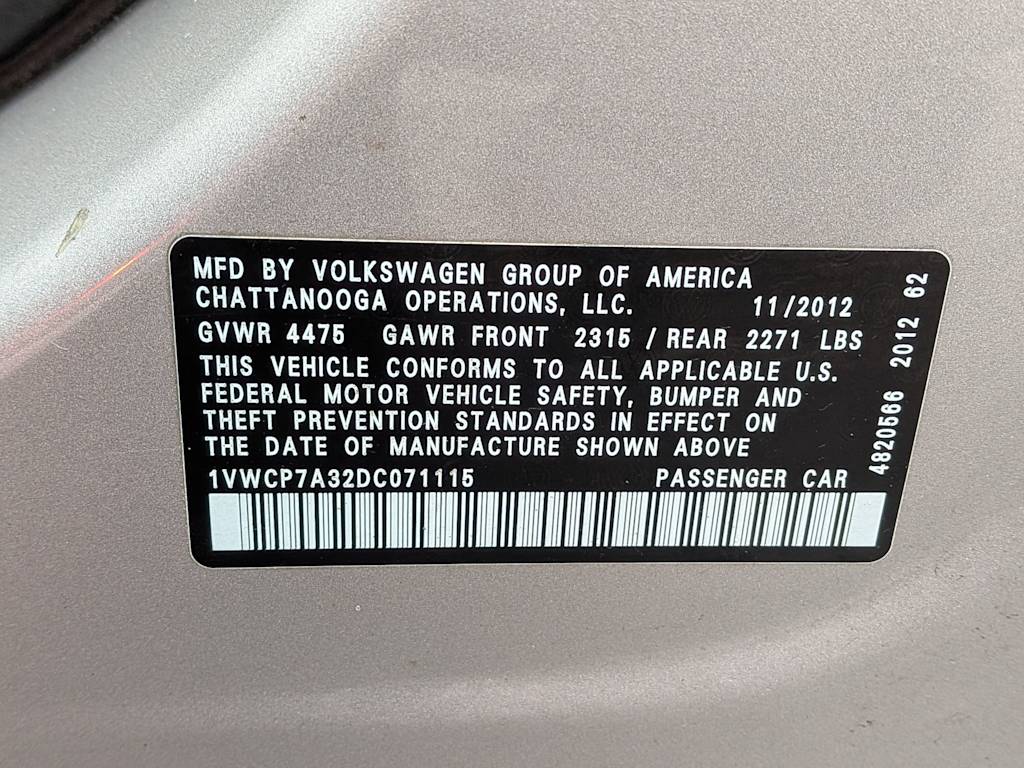 MFD BY VOLKSWAGEN GROUP OF AMERICA
CHATTANOOGA OPERATIONS, LLC. 11/2012
GVWR 4475 GAWR FRONT 2315 / REAR 2271 LBS
THIS VEHICLE CONFORMS TO ALL APPLICABLE U.S.
FEDERAL MOTOR VEHICLE SAFETY, BUMPER AND
THEFT PREVENTION STANDARDS IN EFFECT ON
THE DATE OF MANUFACTURE SHOWN ABOVE
1VWCP7A32DC071115 PASSENGER CAR
4820566 2012 62